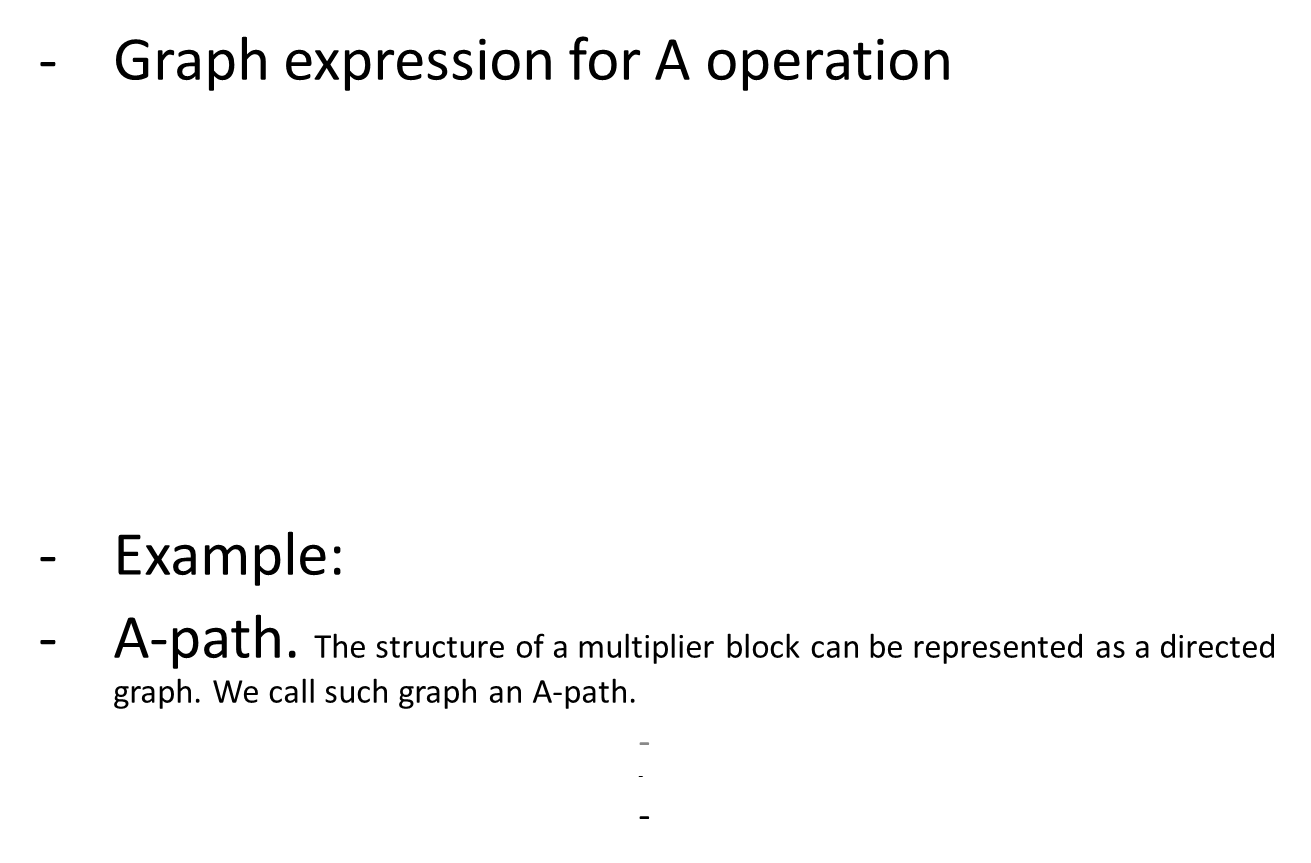 - Graph expression for A operation
- Example:
- A-path. The structure of a multiplier block can be represented as a directed
graph. We call such graph an A-path.
-
-
-